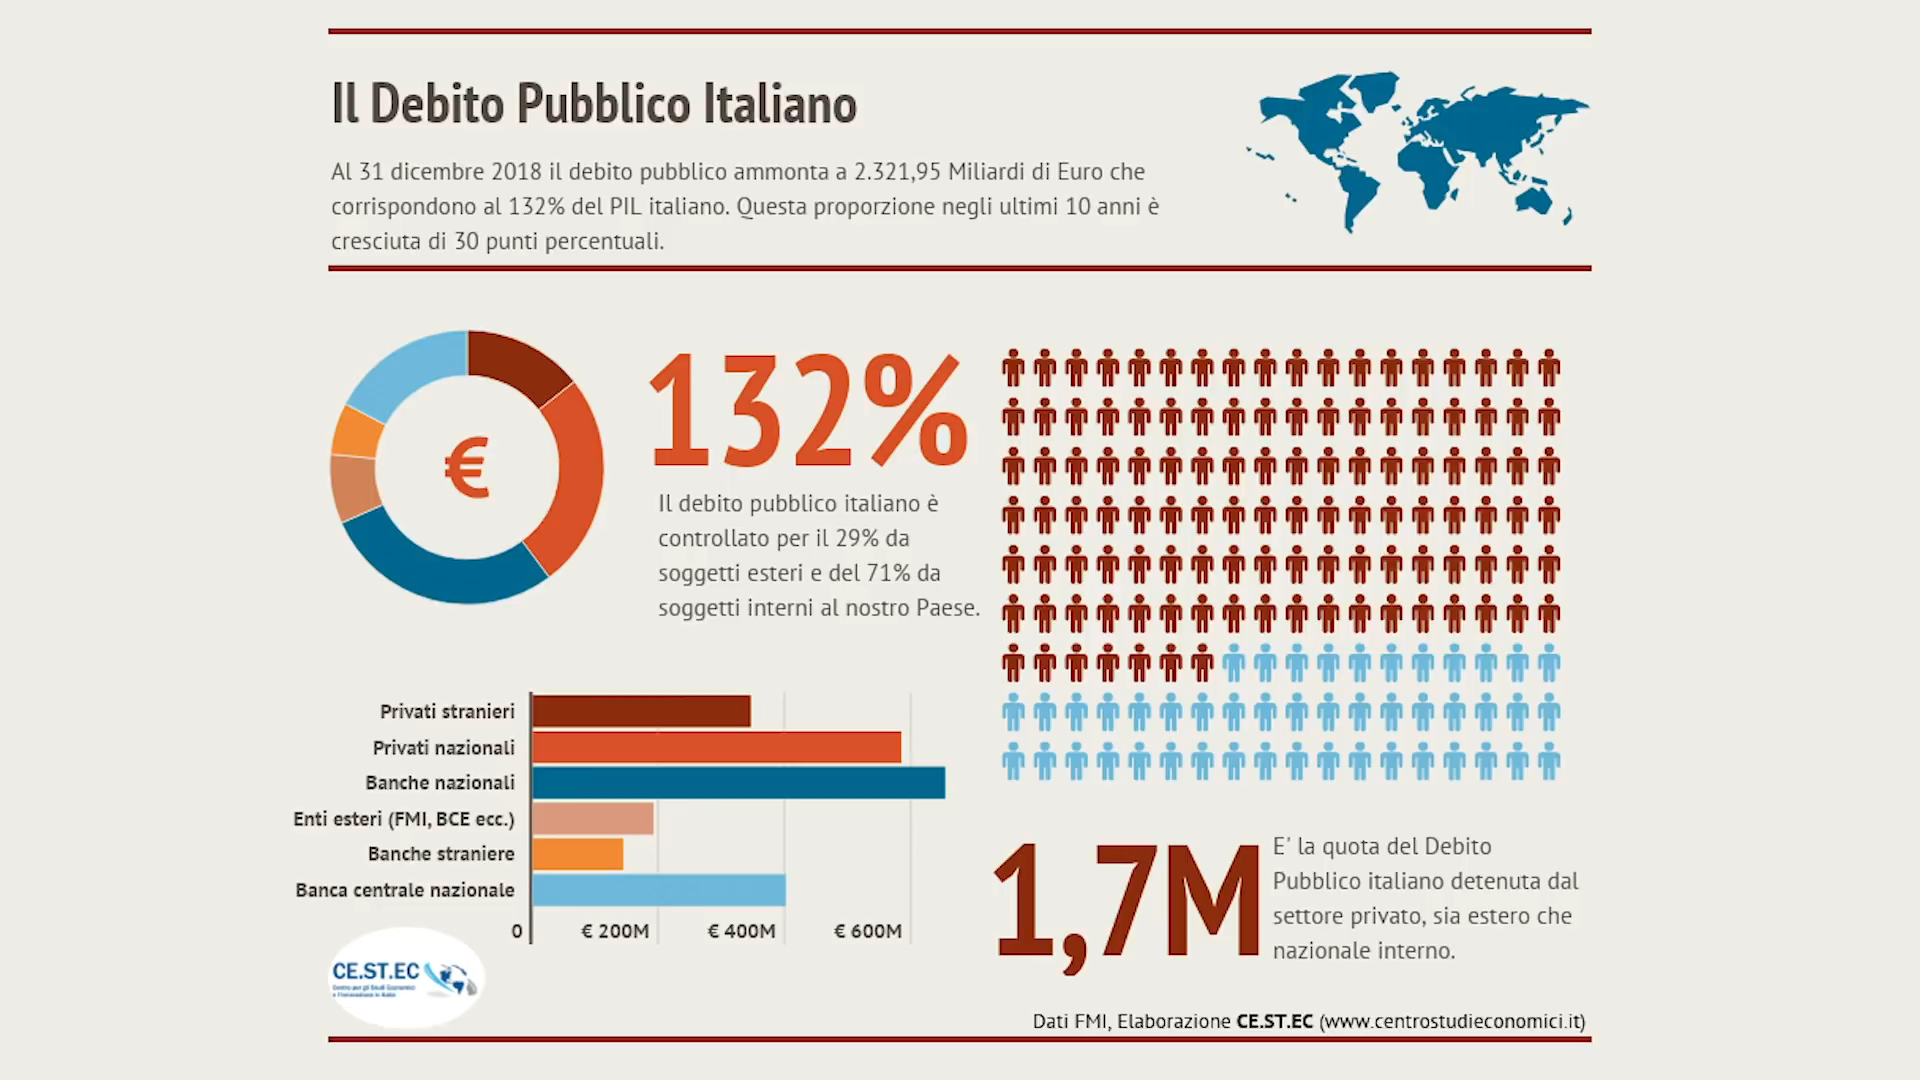 Il Debito Pubblico Italiano
Al 31 dicembre 2018 il debito pubblico ammonta a 2.321,95 Miliardi di Euro che
corrispondono al 132% del PIL italiano. Questa proporzione negli ultimi 10 anni è
cresciuta di 30 punti percentuali.
€
132%
Il debito pubblico italiano è
controllato per il 29% da
soggetti esteri e del 71% da
soggetti interni al nostro Paese.
Privati stranieri
Privati nazionali
Banche nazionali
Enti esteri (FMI, BCE ecc.)
Banche straniere
Banca centrale nazionale
0 € 200M € 400M € 600M
1,7M
E' la quota del Debito
Pubblico italiano detenuta dal
settore privato, sia estero che
nazionale interno.
CE.ST.EC
Centro per gli Studi Economici
Dati FMI, Elaborazione CE.ST.EC (www.centrostudieconomici.it)